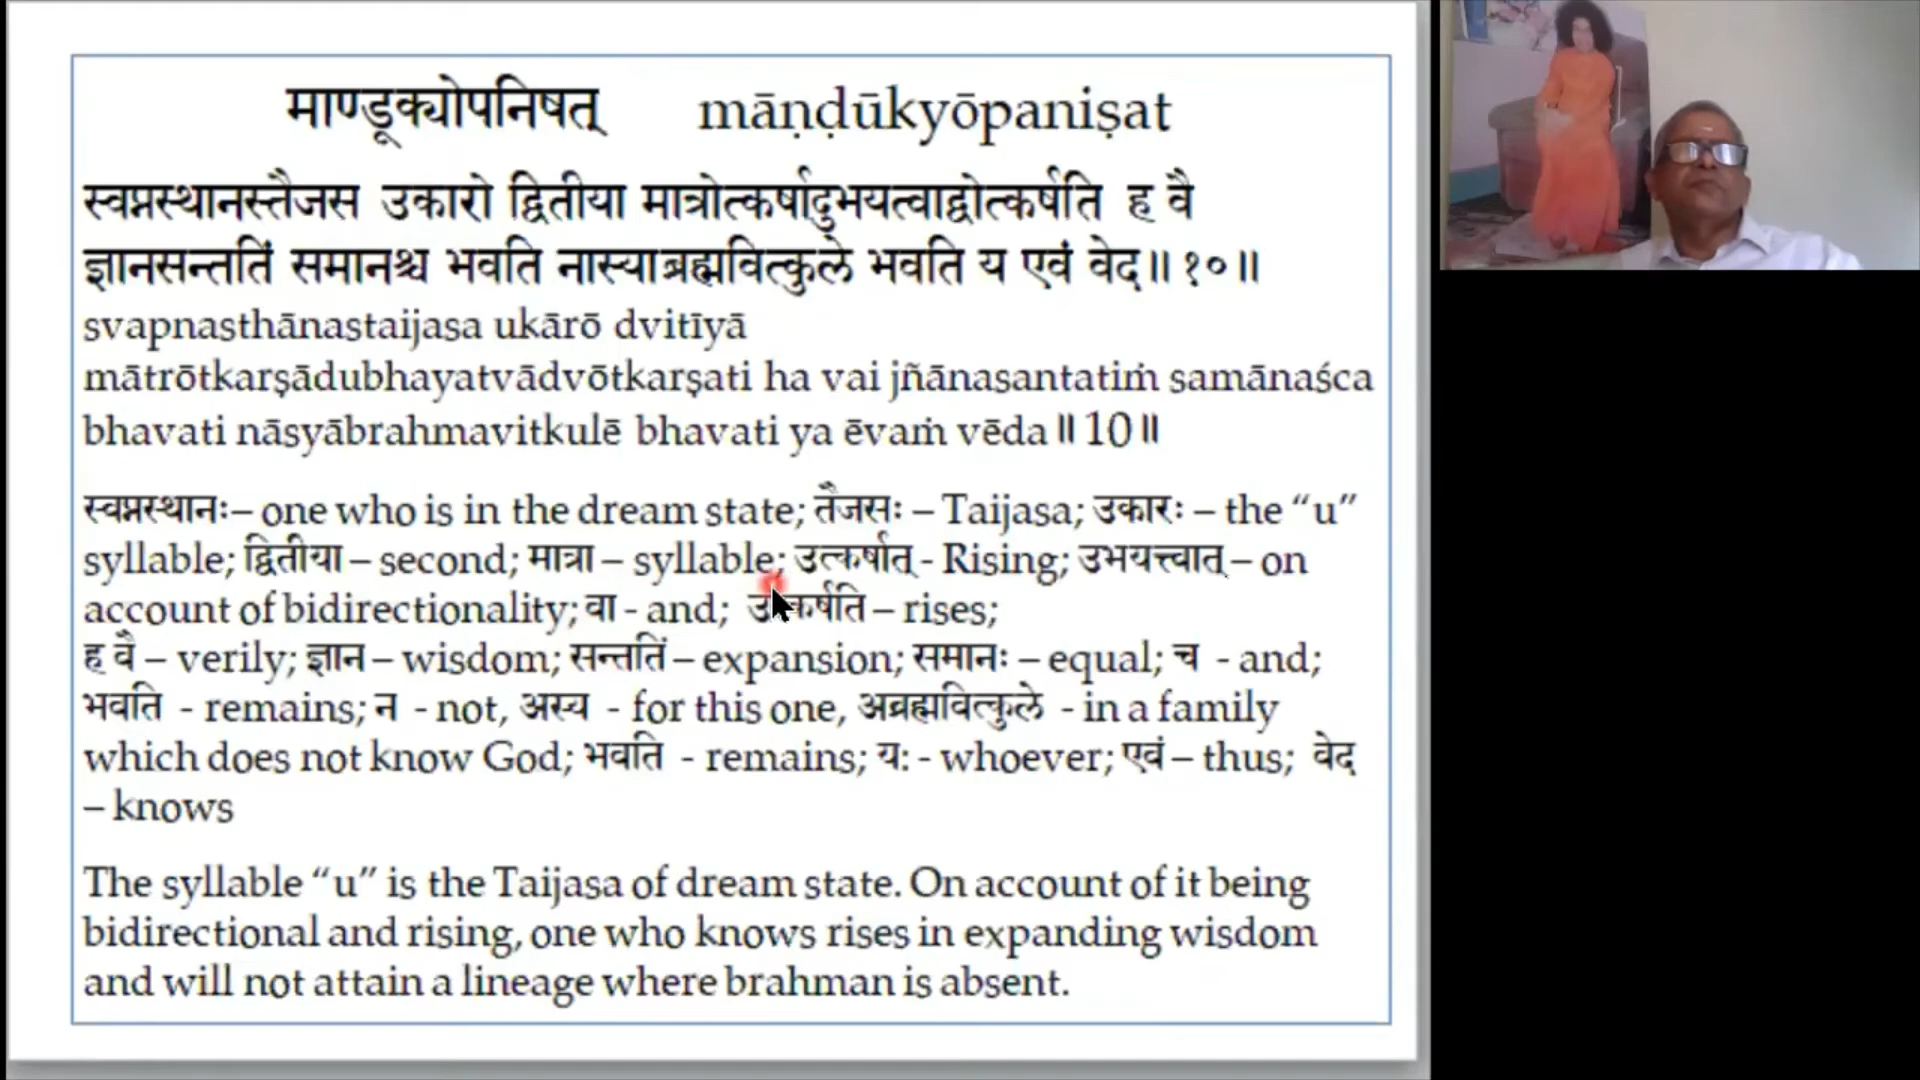 माण्डूक्योपनिषत् māṇḍūkyōpaniṣat
स्वप्नस्थानस्तैजस उकारो द्वितीया मात्रोत्कर्षादुभयत्वाद्वोत्कर्षति ह वै
ज्ञानसन्ततिं समानश्च भवति नास्याब्रह्मवित्कुले भवति य एवं वेद॥१०॥
svapnasthānastaijasa ukārō dvitīyā
mātrōtkarṣādubhayatvādvōtkarṣati ha vai jñānasantatiṁ samānaśca
bhavati nāsyābrahmavitkulē bhavati ya ēvaṁ vēda॥10॥
स्वप्नस्थानः– one who is in the dream state; तैजसः – Taijasa; उकारः – the “u”
syllable; द्वितीया – second; मात्रा – syllable; उत्कर्षात् - Rising; उभयत्त्वात् – on
account of bidirectionality; वा - and; उत्कर्षति – rises;
ह वै – verily; ज्ञान – wisdom; सन्ततिं – expansion; समानः – equal; च - and;
भवति - remains; न - not, अस्य - for this one, अब्रह्मवित्कुले - in a family
which does not know God; भवति - remains; यः - whoever; एवं – thus; वेद
– knows
The syllable “u” is the Taijasa of dream state. On account of it being
bidirectional and rising, one who knows rises in expanding wisdom
and will not attain a lineage where brahman is absent.